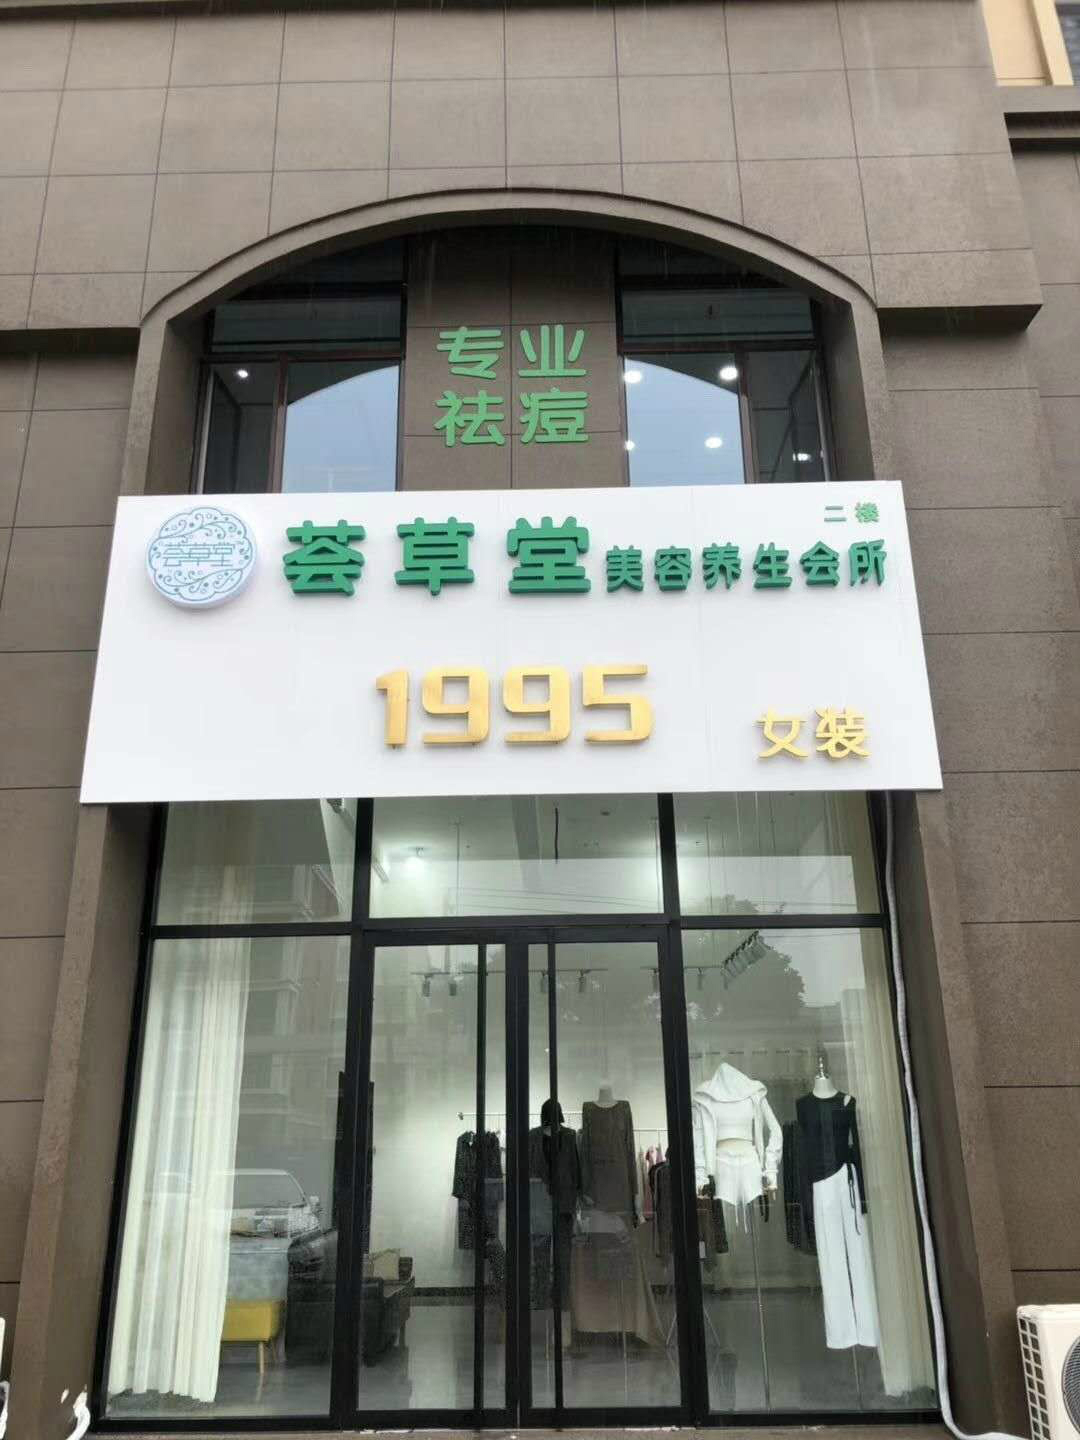 专业
祛痘
二楼
荟草堂
荟草堂 美容养生会所
1995 女装